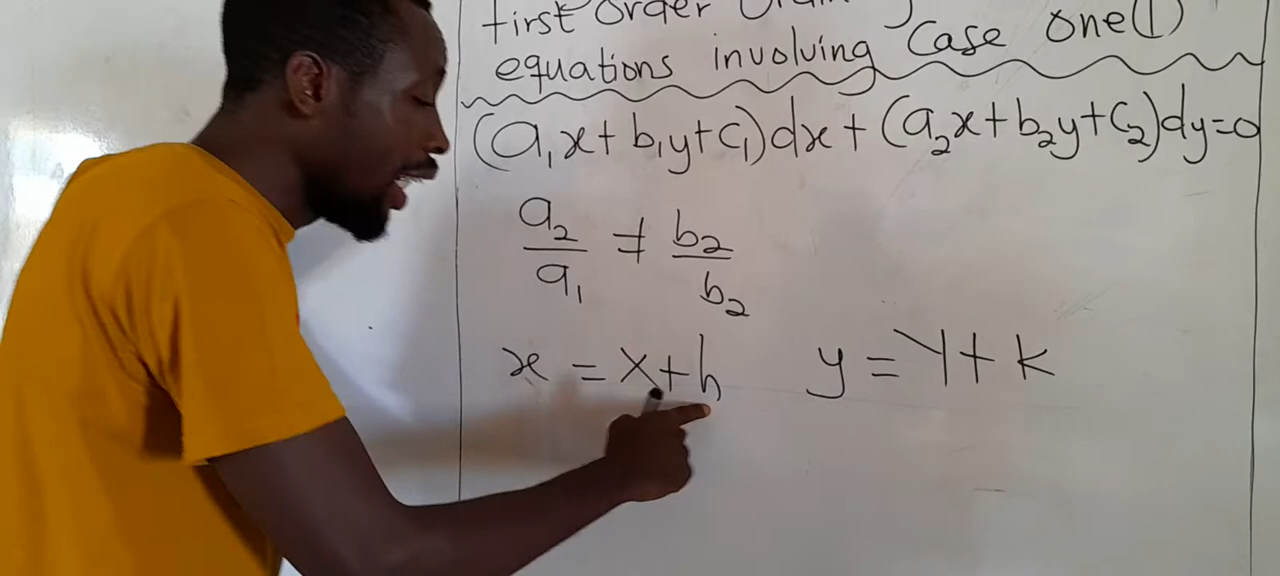 first Order
equations involving Case One(1)
(a₁x + b₁y + c₁)dx + (a₂x + b₂y + c₂)dy = 0
a₂/a₁ ≠ b₂/b₂
x = X + h y = Y + k